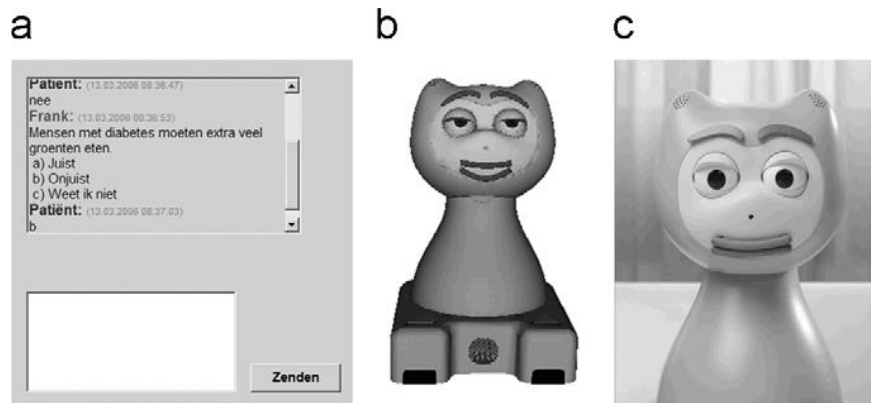 a
b
c
Patiënt: (13.03.2006 08:36:47)
nee
Frank: (13.03.2006 08:36:53)
Mensen met diabetes moeten extra veel
groenten eten.
a) Juist
b) Onjuist
c) Weet ik niet
Patiënt: (13.03.2006 08:37:03)
b
Zenden